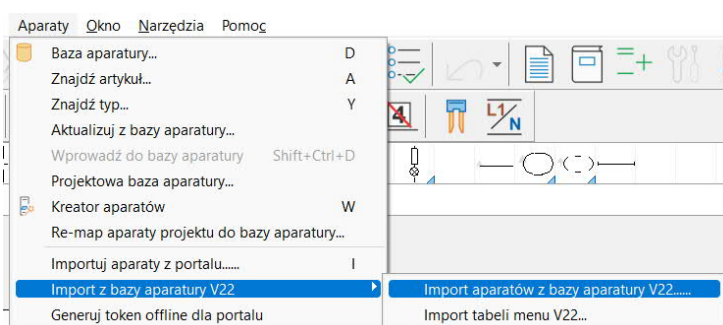 Aparaty Okno Narzędzia Pomoc
Baza aparatury... D
Znajdź artykuł... A
Znajdź typ... Y
Aktualizuj z bazy aparatury...
Wprowadź do bazy aparatury Shift+Ctrl+D
Projektowa baza aparatury...
Kreator aparatów W
Re-map aparaty projektu do bazy aparatury...
Importuj aparaty z portalu...... I
Import z bazy aparatury V22
Import aparatów z bazy aparatury V22......
Generuj token offline dla portalu
Import tabeli menu V22...
4
L1/N